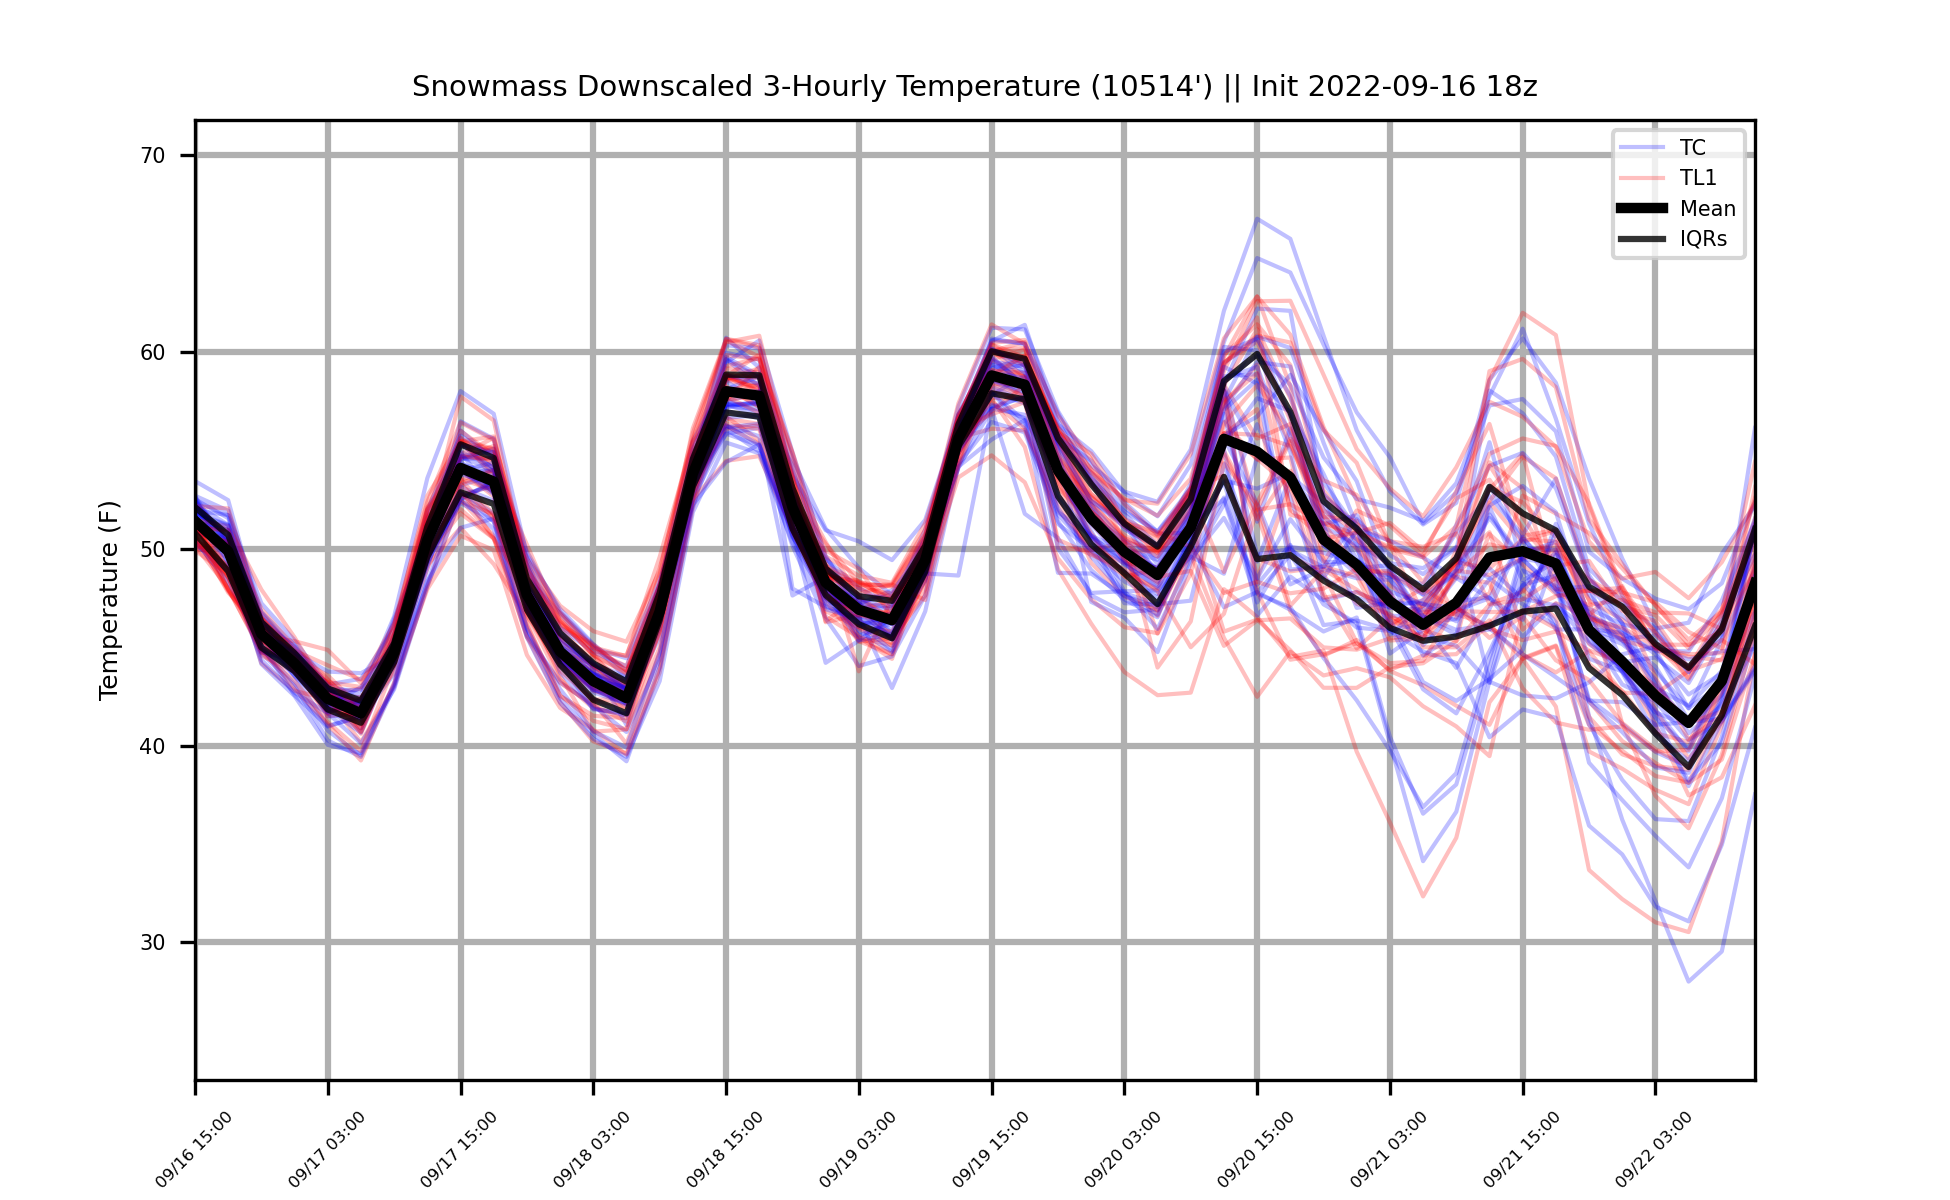 Snowmass Downscaled 3-Hourly Temperature (10514') || Init 2022-09-16 18z
TC
TL1
Mean
IQRs
Temperature (F)
70
60
50
40
30
09/16 15:00
09/17 03:00
09/17 15:00
09/18 03:00
09/18 15:00
09/19 03:00
09/19 15:00
09/20 03:00
09/20 15:00
09/21 03:00
09/21 15:00
09/22 03:00